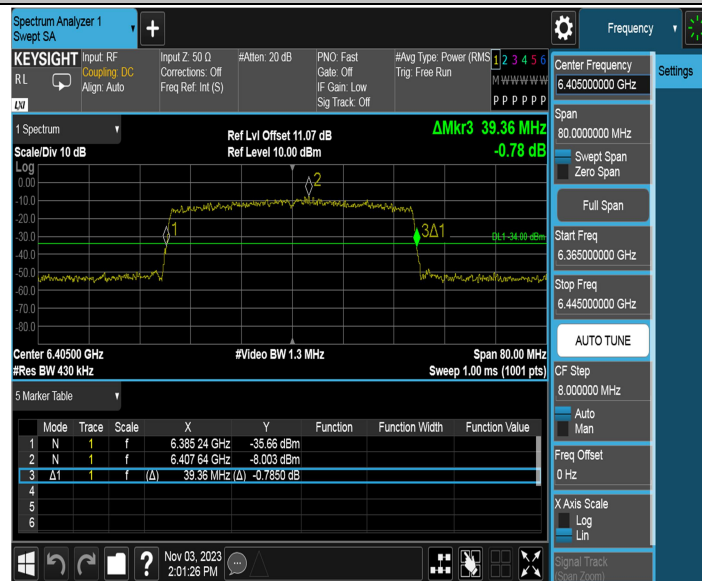 Spectrum Analyzer 1
Swept SA
+
Frequency
KEYSIGHT
RL
LXI
Input: RF
Coupling: DC
Align: Auto
Input Z: 50 Ω
Corrections: Off
Freq Ref: Int (S)
#Atten: 20 dB
PNO: Fast
Gate: Off
IF Gain: Low
Sig Track: Off
#Avg Type: Power (RMS
Trig: Free Run
1 2 3 4 5 6
M W W W W W
P P P P P P
1 Spectrum
Scale/Div 10 dB
Ref Lvl Offset 11.07 dB
Ref Level 10.00 dBm
ΔMkr3 39.36 MHz
-0.78 dB
Log
0.00
-10.0
-20.0
-30.0
-40.0
-50.0
-60.0
-70.0
-80.0
1
2
3Δ1
DL1 -34.00 dBm
Center 6.40500 GHz
#Res BW 430 kHz
#Video BW 1.3 MHz
Span 80.00 MHz
Sweep 1.00 ms (1001 pts)
5 Marker Table
Mode Trace Scale X Y Function Function Width Function Value
1 N 1 f 6.385 24 GHz -35.66 dBm
2 N 1 f 6.407 64 GHz -8.003 dBm
3 Δ1 1 f (Δ) 39.36 MHz (Δ) -0.7850 dB
4
5
6
Nov 03, 2023
2:01:26 PM
?
Center Frequency
6.405000000 GHz
Settings
Span
80.0000000 MHz
Swept Span
Zero Span
Full Span
Start Freq
6.365000000 GHz
Stop Freq
6.445000000 GHz
AUTO TUNE
CF Step
8.000000 MHz
Auto
Man
Freq Offset
0 Hz
X Axis Scale
Log
Lin
Signal Track
(Span Zoom)